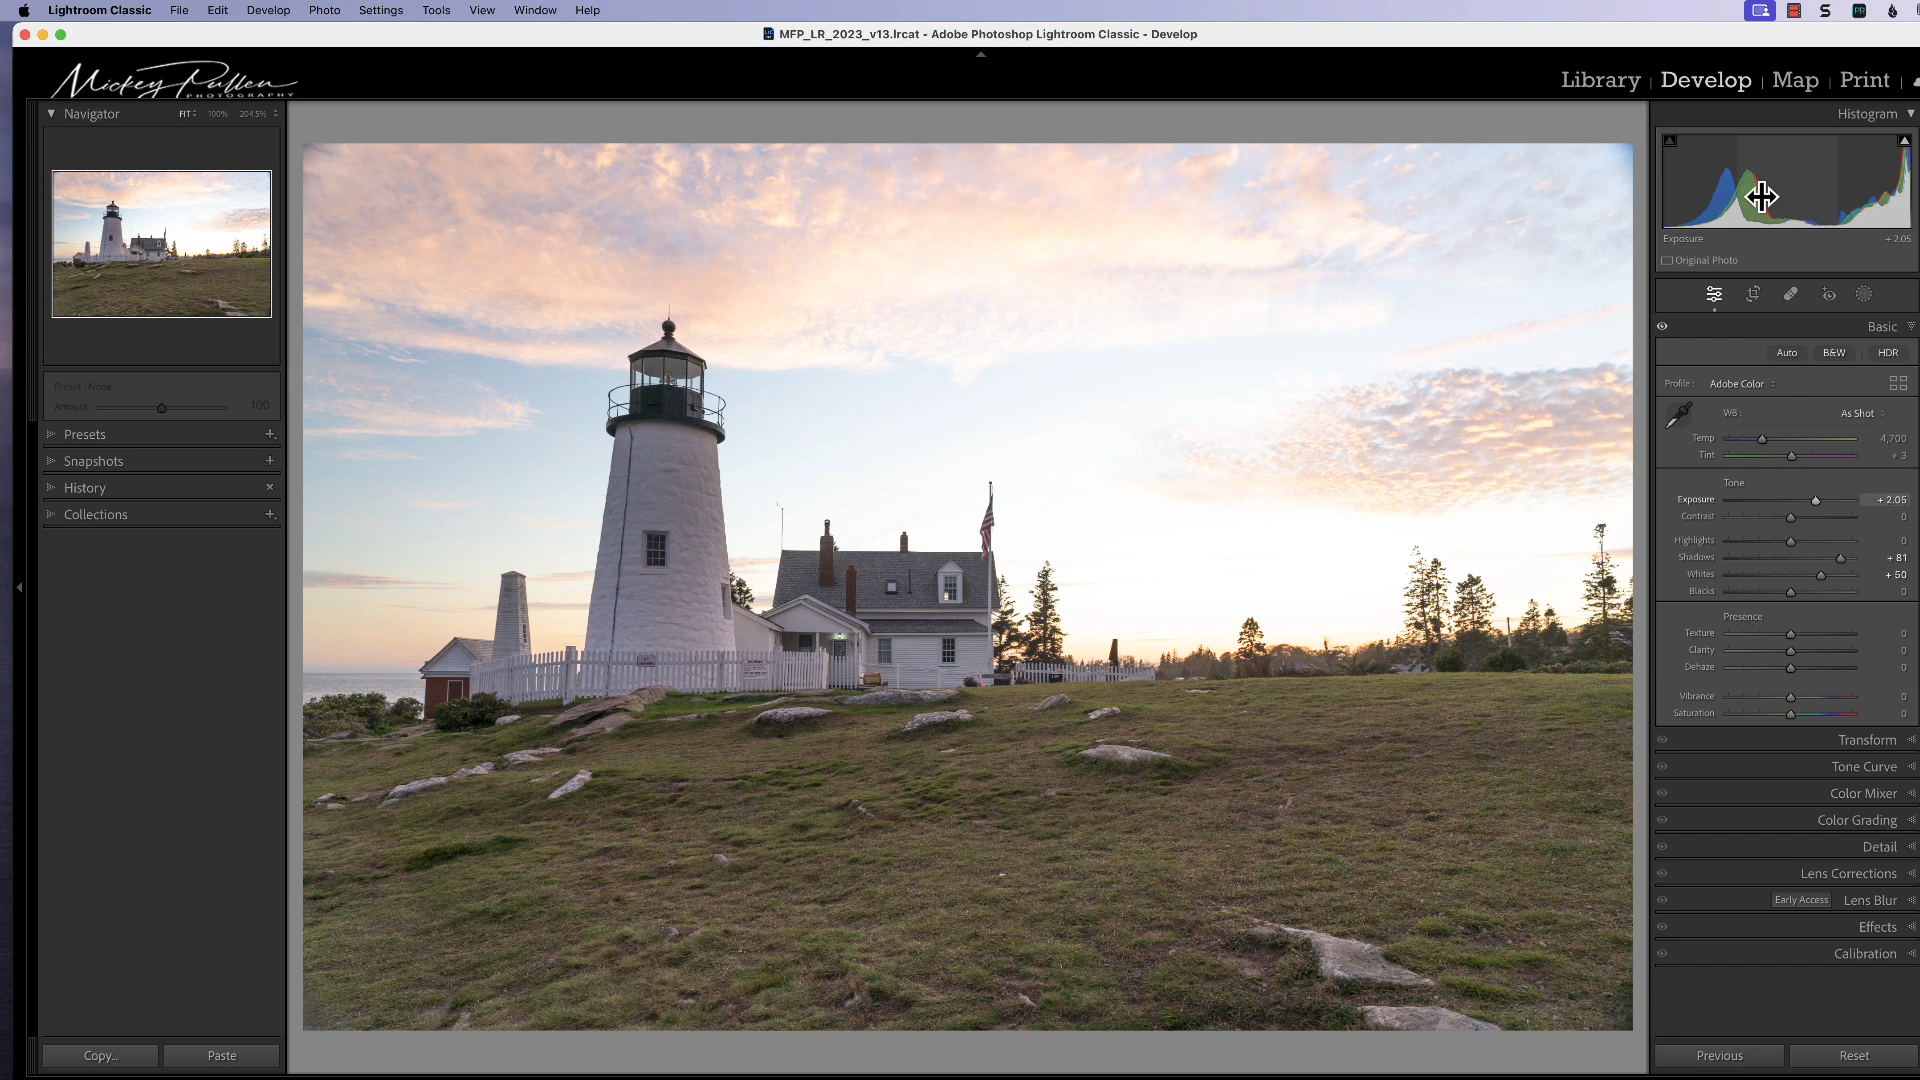 Lightroom Classic File Edit Develop Photo Settings Tools View Window Help
MFP_LR_2023_v13.lrcat - Adobe Photoshop Lightroom Classic - Develop
Mickey Pullen
PHOTOGRAPHY
Library | Develop | Map | Print |
Navigator FIT 100% 204.5%
Histogram
Exposure + 2.05
Original Photo
Basic
Auto B&W HDR
Profile : Adobe Color
WB : As Shot
Temp 4,700
Tint + 3
Tone
Exposure + 2.05
Contrast 0
Highlights 0
Shadows + 81
Whites + 50
Blacks 0
Presence
Texture 0
Clarity 0
Dehaze 0
Vibrance 0
Saturation 0
Transform
Tone Curve
Color Mixer
Color Grading
Detail
Lens Corrections
Early Access Lens Blur
Effects
Calibration
Previous Reset
Preset : None
Amount 100
Presets
Snapshots
History
Collections
Copy... Paste